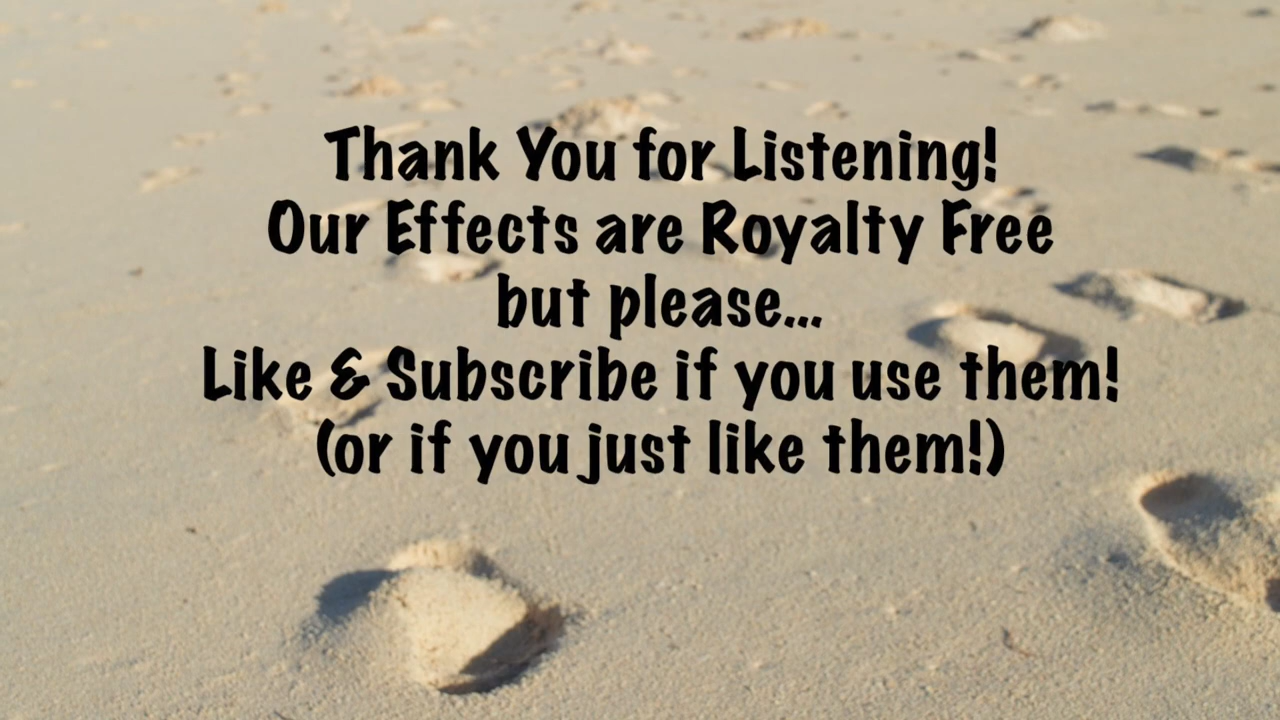 Thank You for Listening!
Our Effects are Royalty Free
but please...
Like & Subscribe if you use them!
(or if you just like them!)